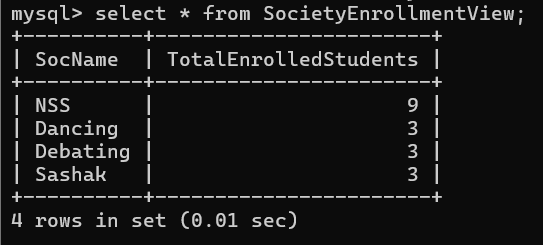 mysql> select * from SocietyEnrollmentView;
+----------+-----------------------+
| SocName  | TotalEnrolledStudents |
+----------+-----------------------+
| NSS      |                     9 |
| Dancing  |                     3 |
| Debating |                     3 |
| Sashak   |                     3 |
+----------+-----------------------+
4 rows in set (0.01 sec)